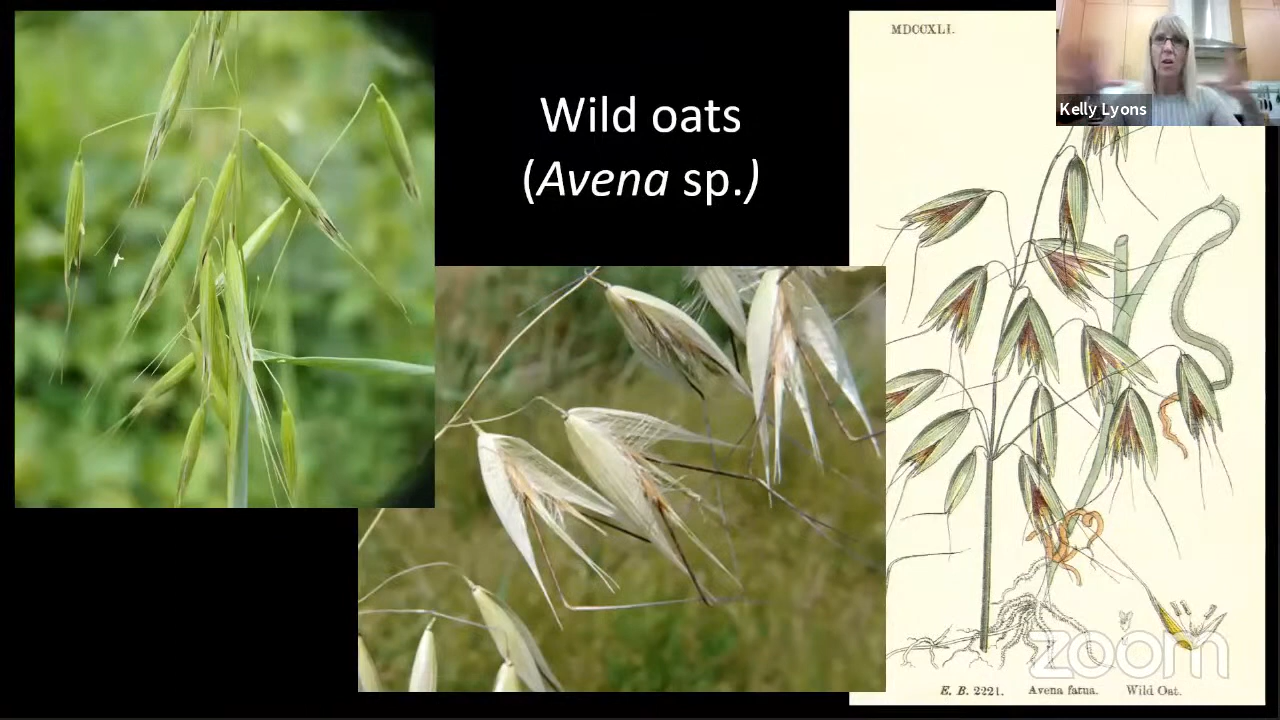 MDCCXLI.
Kelly Lyons
Wild oats
(Avena sp.)
zoom
E. B. 2221. Avena fatua. Wild Oat.